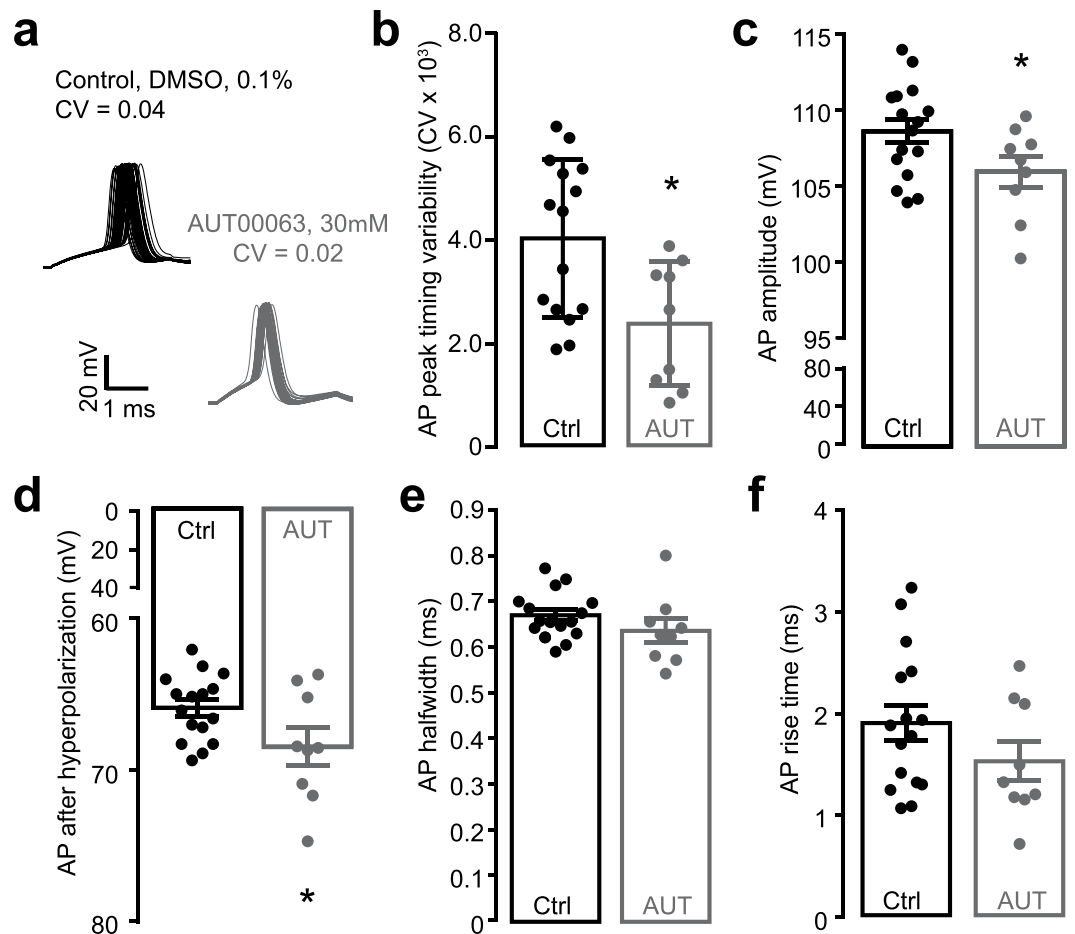 a
Control, DMSO, 0.1%
CV = 0.04
AUT00063, 30mM
CV = 0.02
20 mV
1 ms
b
AP peak timing variability (CV x 10³)
8.0
6.0
4.0
2.0
0
*
Ctrl
AUT
c
AP amplitude (mV)
115
110
105
100
95
80
40
0
*
Ctrl
AUT
d
AP after hyperpolarization (mV)
0
20
40
60
70
80
Ctrl
AUT
*
e
AP halfwidth (ms)
0.9
0.8
0.7
0.6
0.5
0.4
0.3
0.2
0.1
0
Ctrl
AUT
f
AP rise time (ms)
4
3
2
1
0
Ctrl
AUT